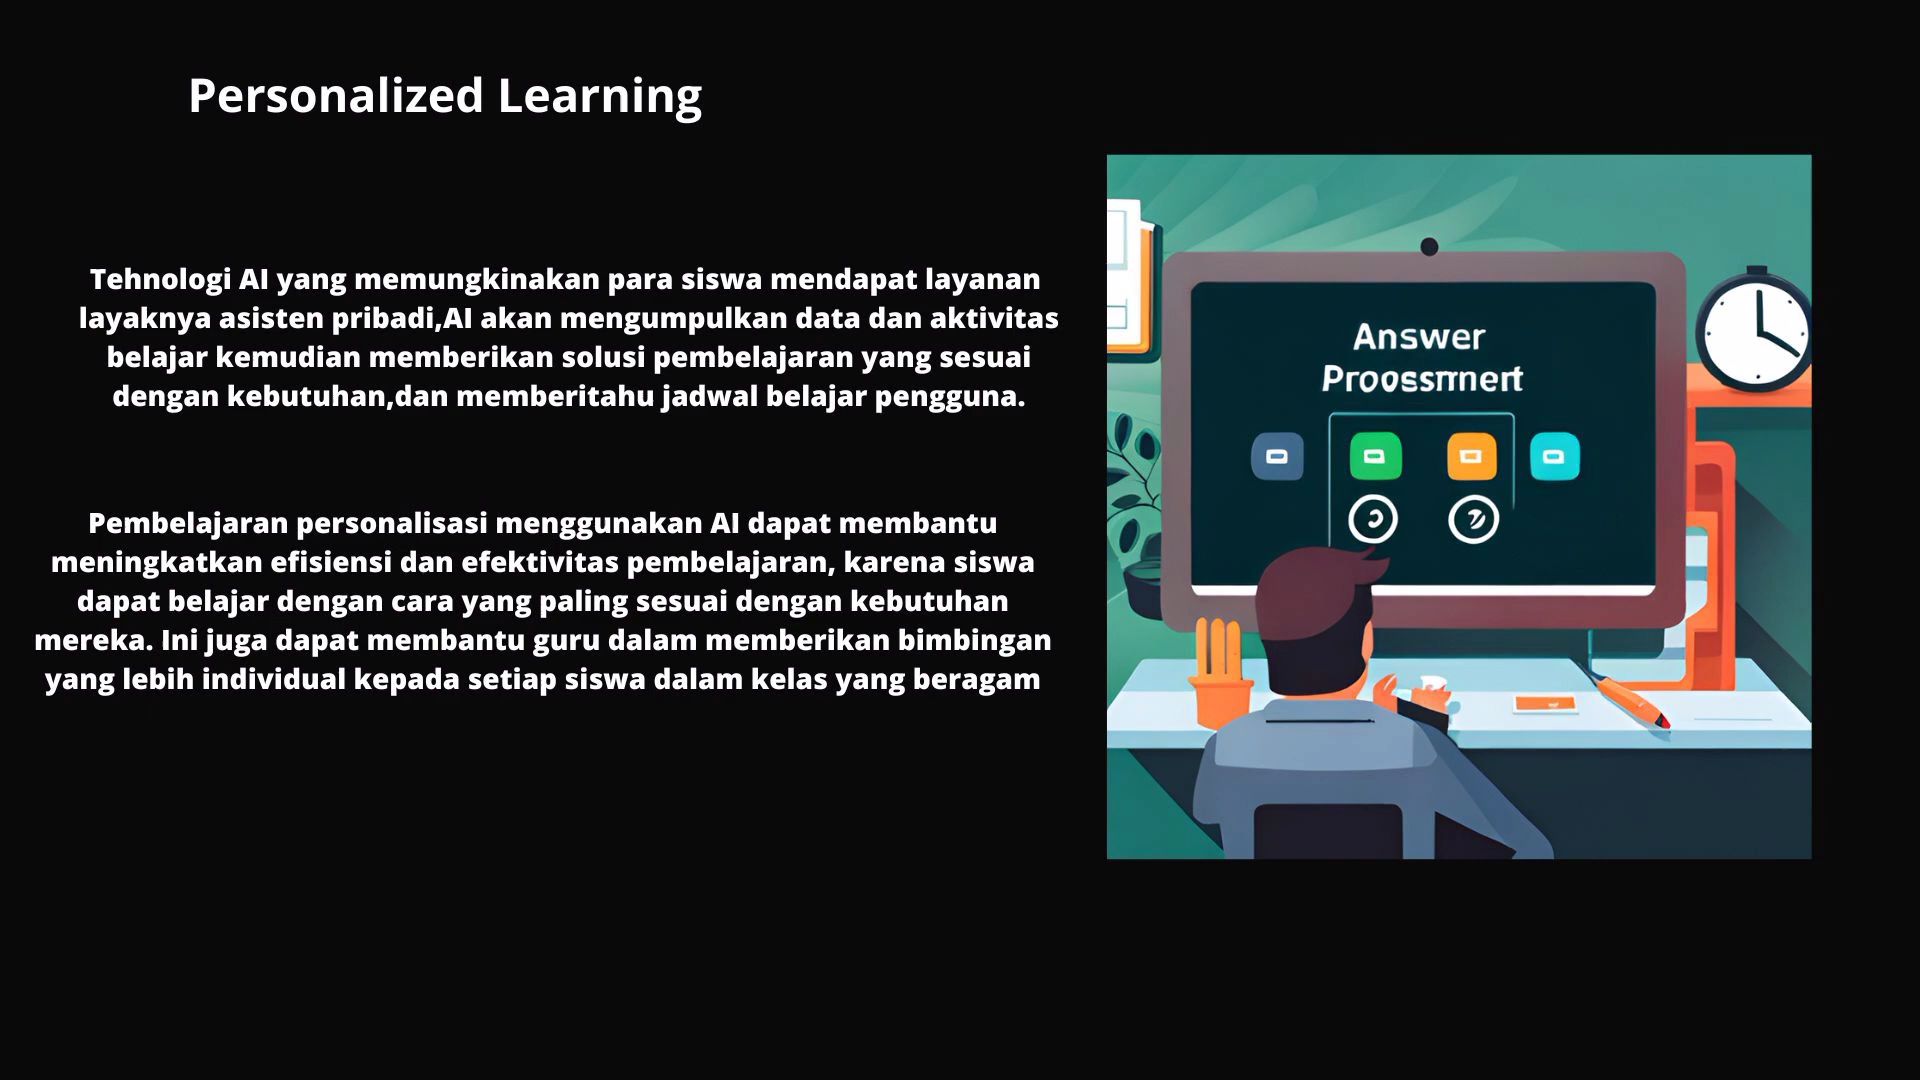 Personalized Learning
Tehnologi AI yang memungkinakan para siswa mendapat layanan
layaknya asisten pribadi,AI akan mengumpulkan data dan aktivitas
belajar kemudian memberikan solusi pembelajaran yang sesuai
dengan kebutuhan,dan memberitahu jadwal belajar pengguna.
Pembelajaran personalisasi menggunakan AI dapat membantu
meningkatkan efisiensi dan efektivitas pembelajaran, karena siswa
dapat belajar dengan cara yang paling sesuai dengan kebutuhan
mereka. Ini juga dapat membantu guru dalam memberikan bimbingan
yang lebih individual kepada setiap siswa dalam kelas yang beragam
Answer